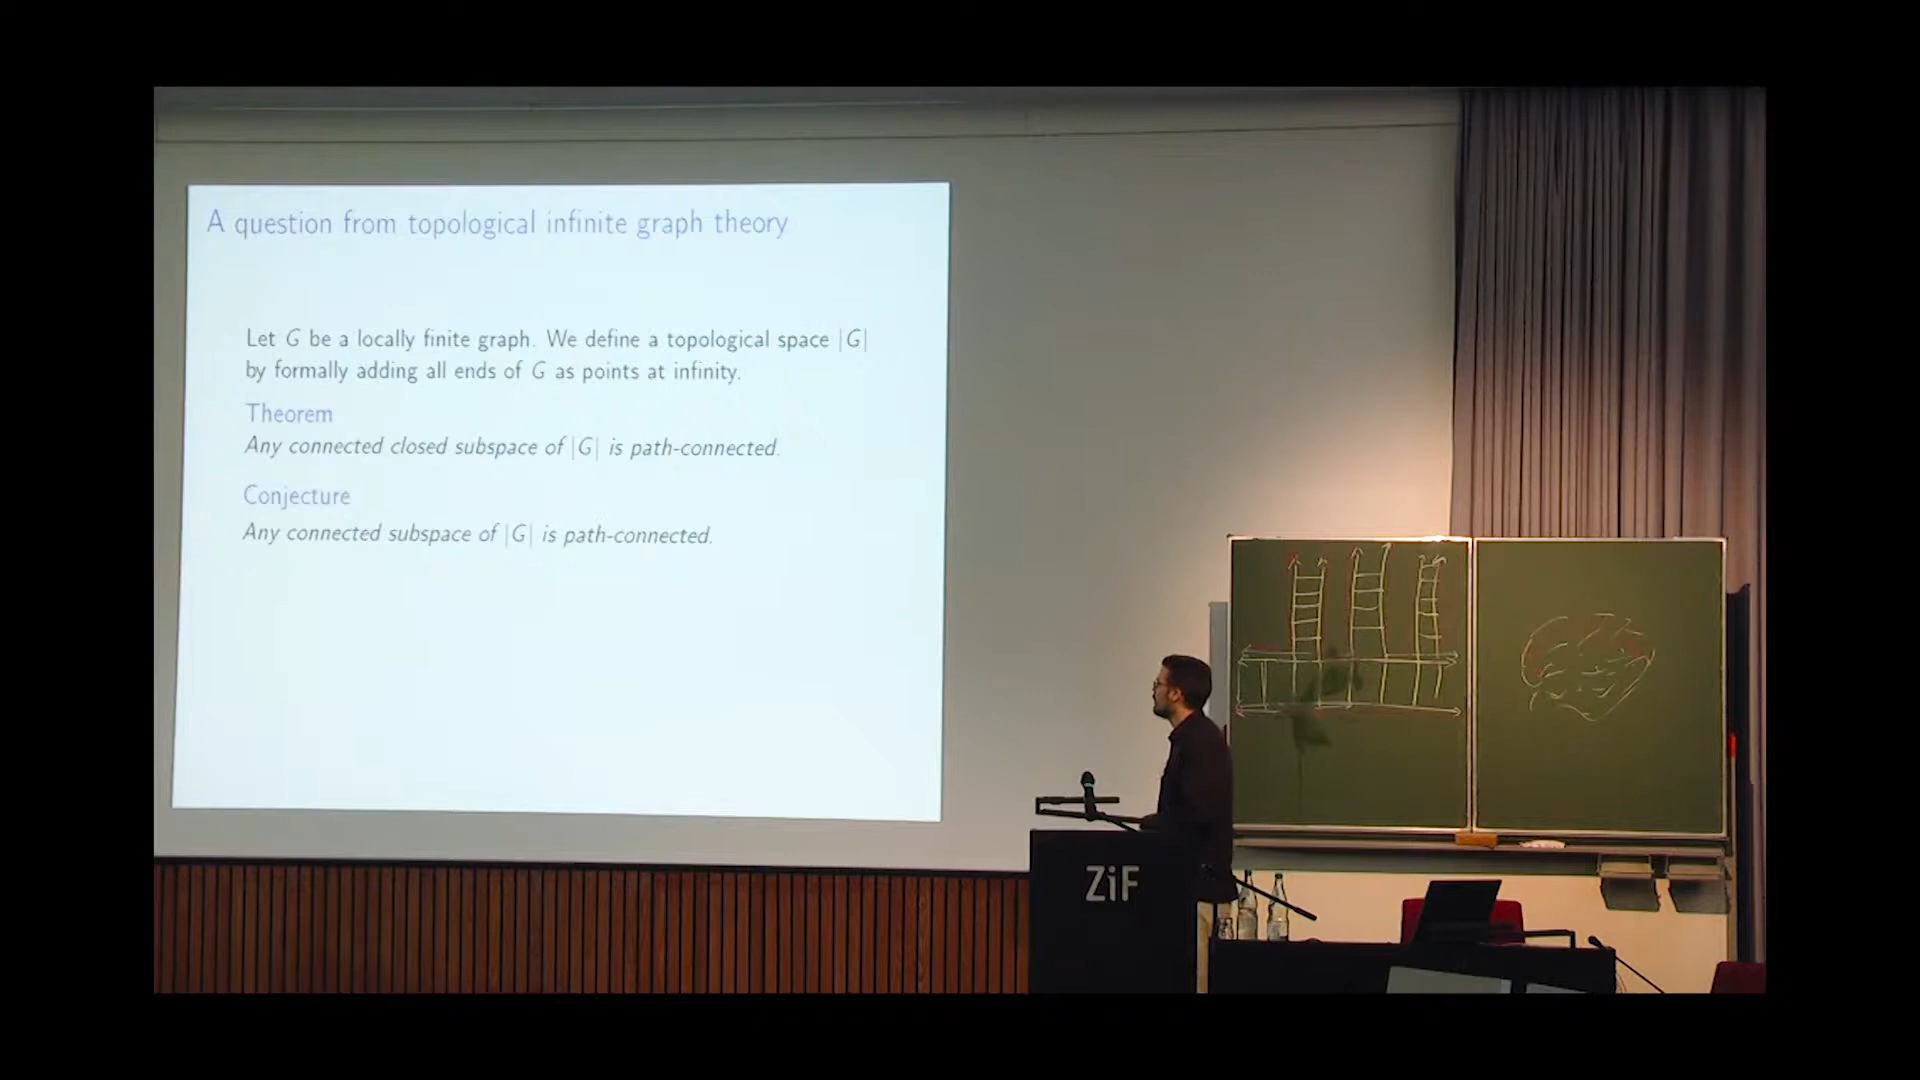 A question from topological infinite graph theory
Let G be a locally finite graph. We define a topological space |G|
by formally adding all ends of G as points at infinity.
Theorem
Any connected closed subspace of |G| is path-connected.
Conjecture
Any connected subspace of |G| is path-connected.
ZiF